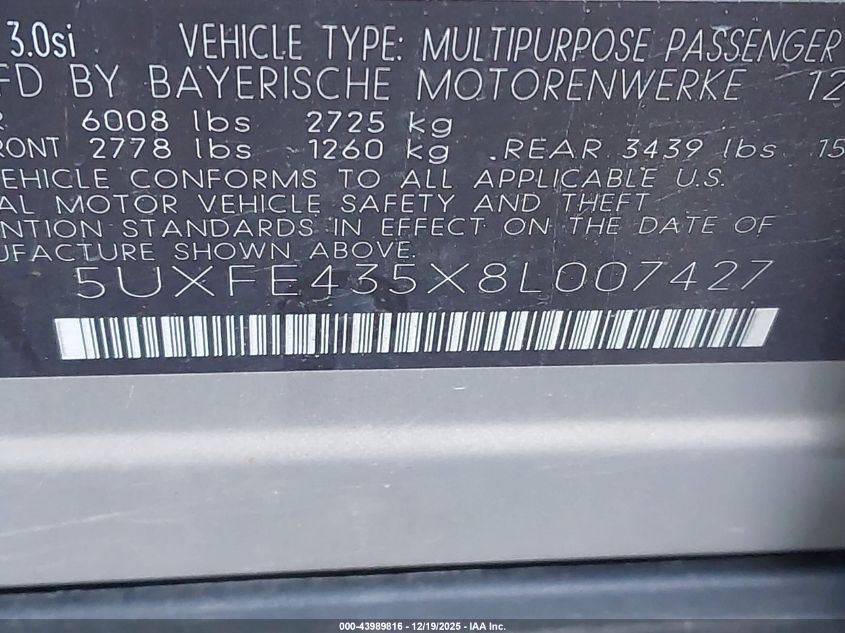 3.0si VEHICLE TYPE: MULTIPURPOSE PASSENGER
MFD BY BAYERISCHE MOTORENWERKE 12
R 6008 lbs 2725 kg
RONT 2778 lbs 1260 kg REAR 3439 lbs 15
EHICLE CONFORMS TO ALL APPLICABLE U.S.
AL MOTOR VEHICLE SAFETY AND THEFT
ENTION STANDARDS IN EFFECT ON THE DATE OF
UFACTURE SHOWN ABOVE.
5UXFE435X8L007427
000-43989816 - 12/19/2025 - IAA Inc.